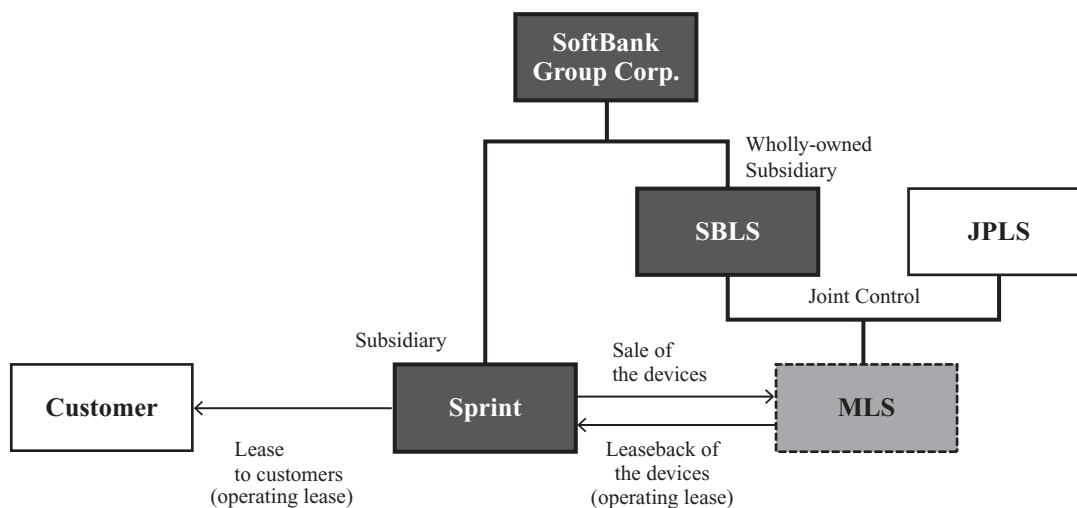 SoftBank
Group Corp.
Wholly-owned
Subsidiary
SBLS
JPLS
Joint Control
Subsidiary
Sale of
the devices
Customer
Sprint
MLS
Lease
to customers
(operating lease)
Leaseback of
the devices
(operating lease)